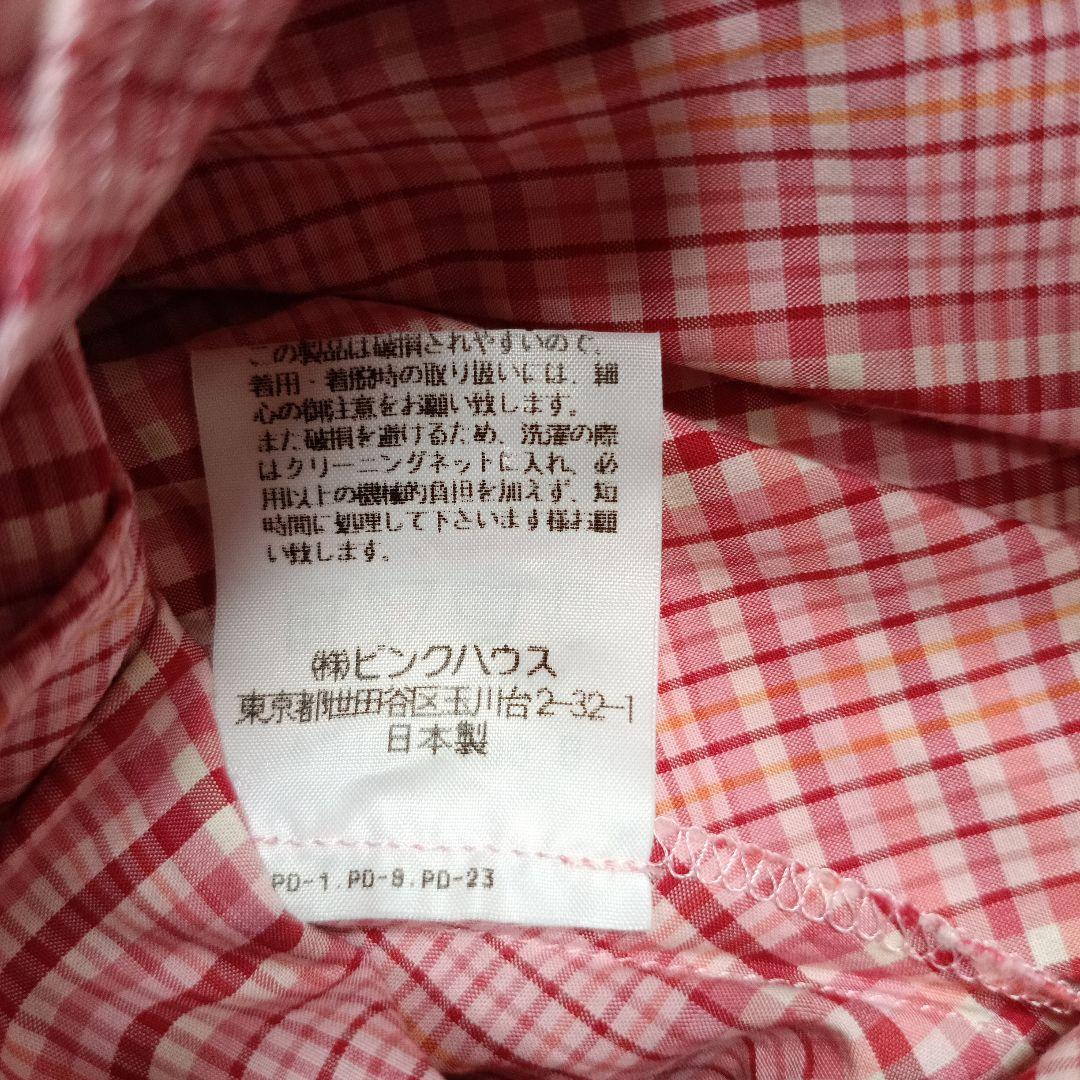 この製品は破損されやすいので、
着用・着脱時の取り扱いには、細
心の御注意をお願い致します。
また破損を避けるため、洗濯の際
はクリーニングネットに入れ、必
用以上の機械的負担を加えず、短
時間に処理して下さいます様お願
い致します。
㈱ピンクハウス
東京都世田谷区玉川台2-32-1
日本製
PD-1.PD-8.PD-23